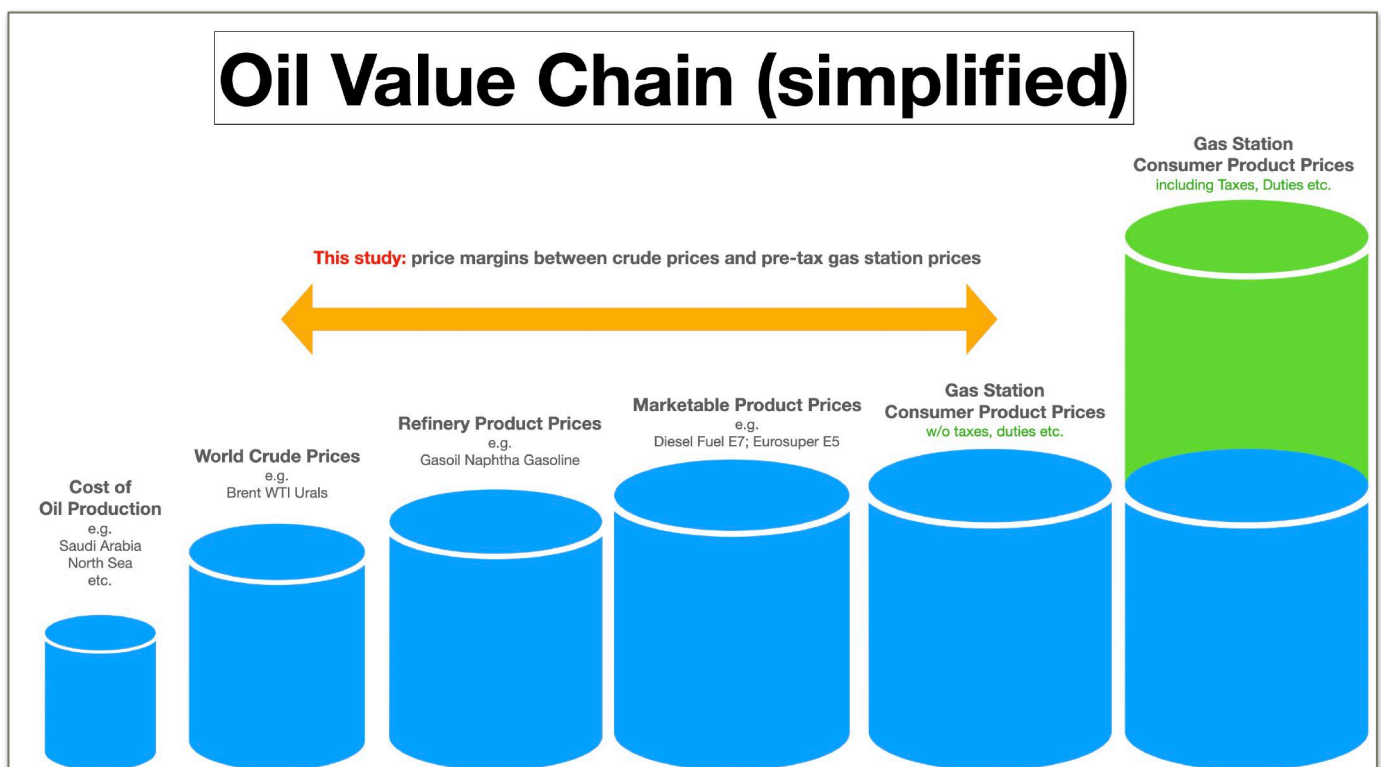 Oil Value Chain (simplified)
Gas Station
Consumer Product Prices
including Taxes, Duties etc.
This study: price margins between crude prices and pre-tax gas station prices
Cost of
Oil Production
e.g.
Saudi Arabia
North Sea
etc.
World Crude Prices
e.g.
Brent WTI Urals
Refinery Product Prices
e.g.
Gasoil Naphtha Gasoline
Marketable Product Prices
e.g.
Diesel Fuel E7; Eurosuper E5
Gas Station
Consumer Product Prices
w/o taxes, duties etc.